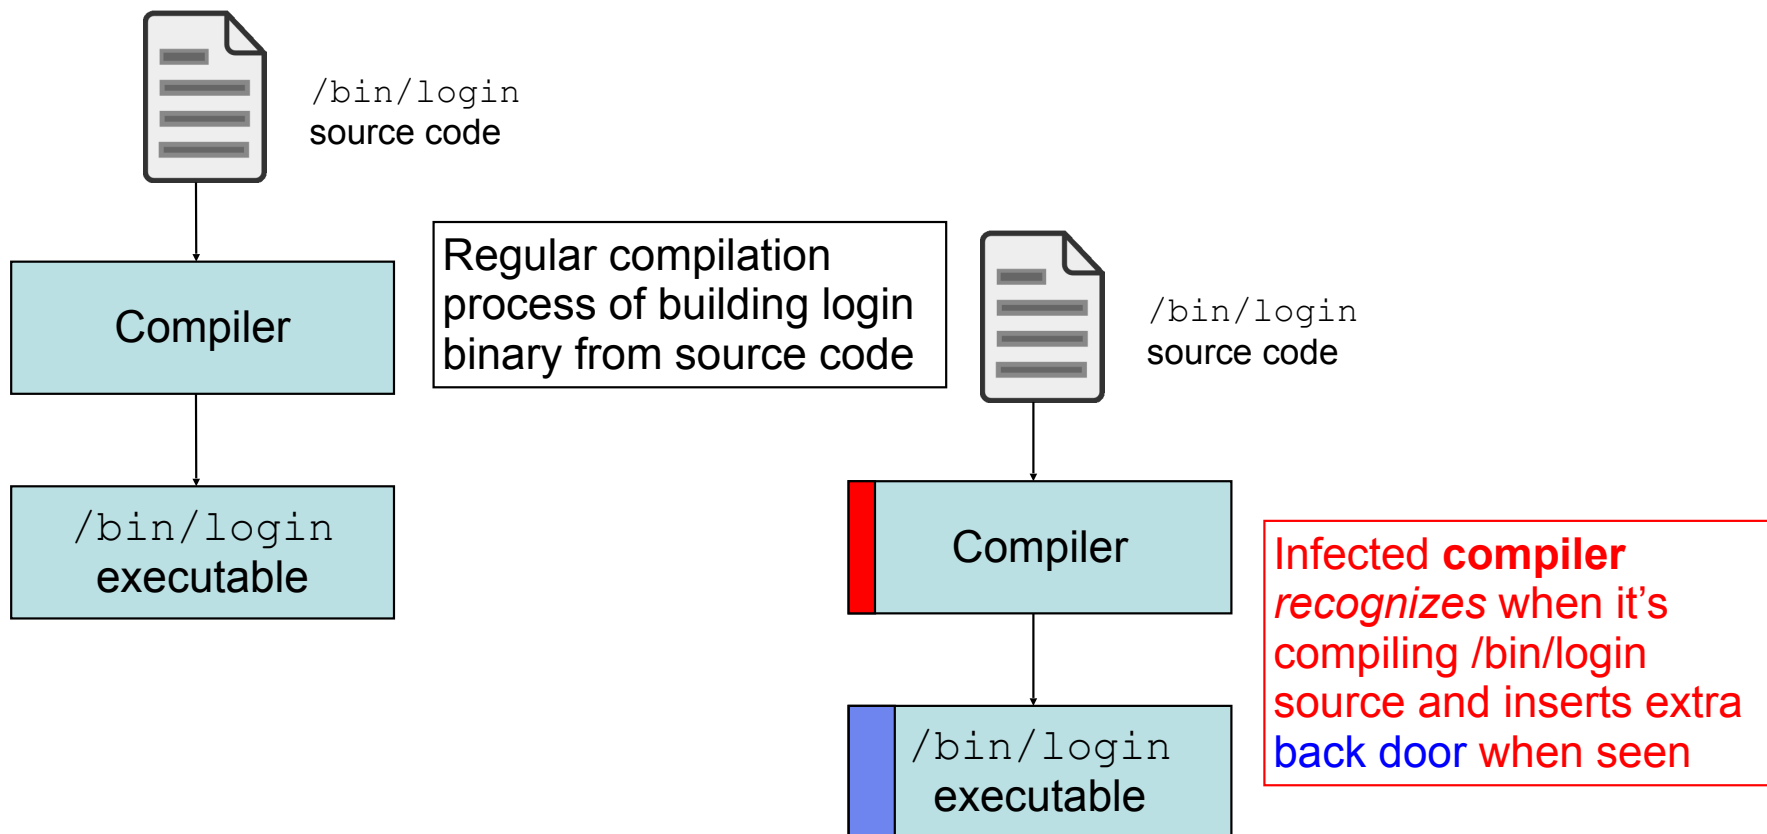 /bin/login
source code
Compiler
/bin/login
executable
Regular compilation
process of building login
binary from source code
/bin/login
source code
Compiler
/bin/login
executable
Infected compiler
recognizes when it’s
compiling /bin/login
source and inserts extra
back door when seen